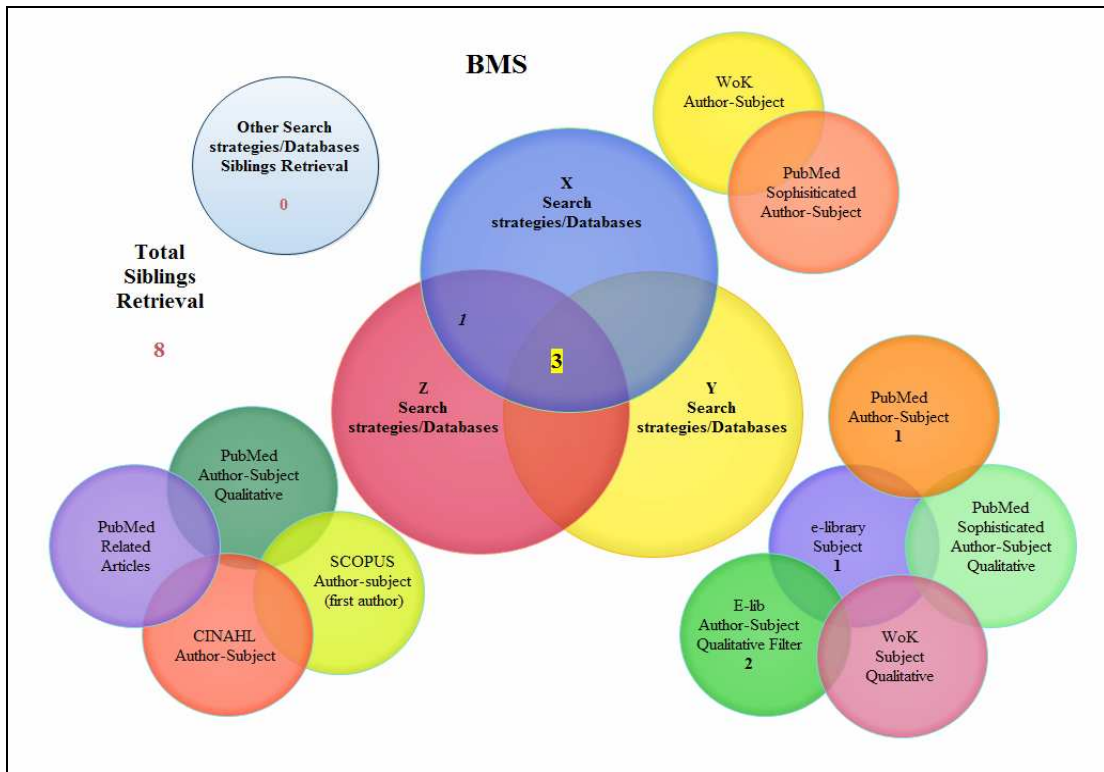 BMS
Other Search
strategies/Databases
Siblings Retrieval
0
WoK
Author-Subject
PubMed
Sophisiticated
Author-Subject
X
Search
strategies/Databases
Total
Siblings
Retrieval
8
1
3
Z
Search
strategies/Databases
Y
Search
strategies/Databases
PubMed
Author-Subject
Qualitative
PubMed
Related
Articles
SCOPUS
Author-subject
(first author)
CINAHL
Author-Subject
PubMed
Author-Subject
1
e-library
Subject
1
PubMed
Sophisticated
Author-Subject
Qualitative
E-lib
Author-Subject
Qualitative Filter
2
WoK
Subject
Qualitative